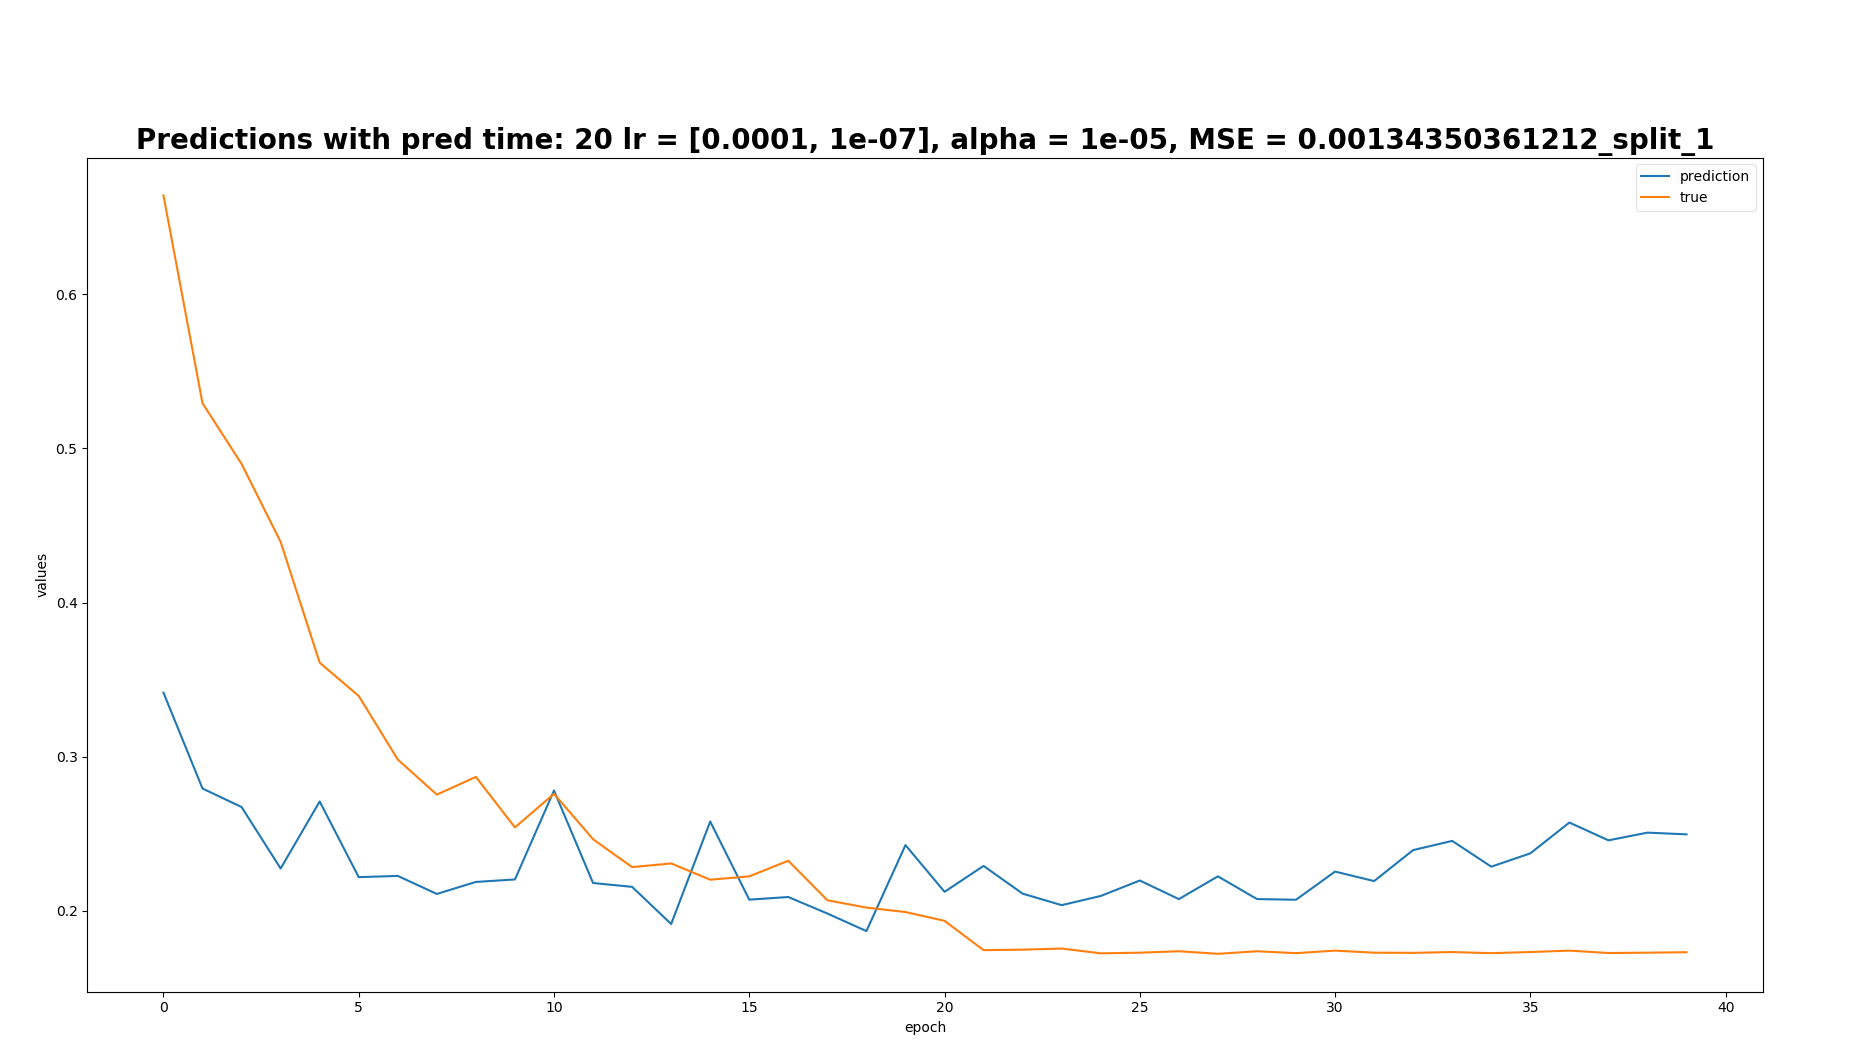 Predictions with pred time: 20 lr = [0.0001, 1e-07], alpha = 1e-05, MSE = 0.00134350361212_split_1
prediction
true
values
0.6
0.5
0.4
0.3
0.2
0 5 10 15 20 25 30 35 40
epoch